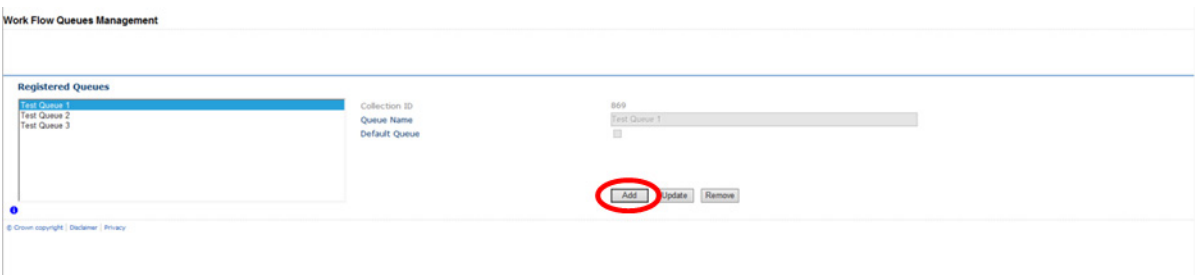 Work Flow Queues Management
Registered Queues
Test Queue 1
Test Queue 2
Test Queue 3
Collection ID
869
Queue Name
Test Queue 1
Default Queue
Add
Update
Remove
© Crown copyright | Disclaimer | Privacy